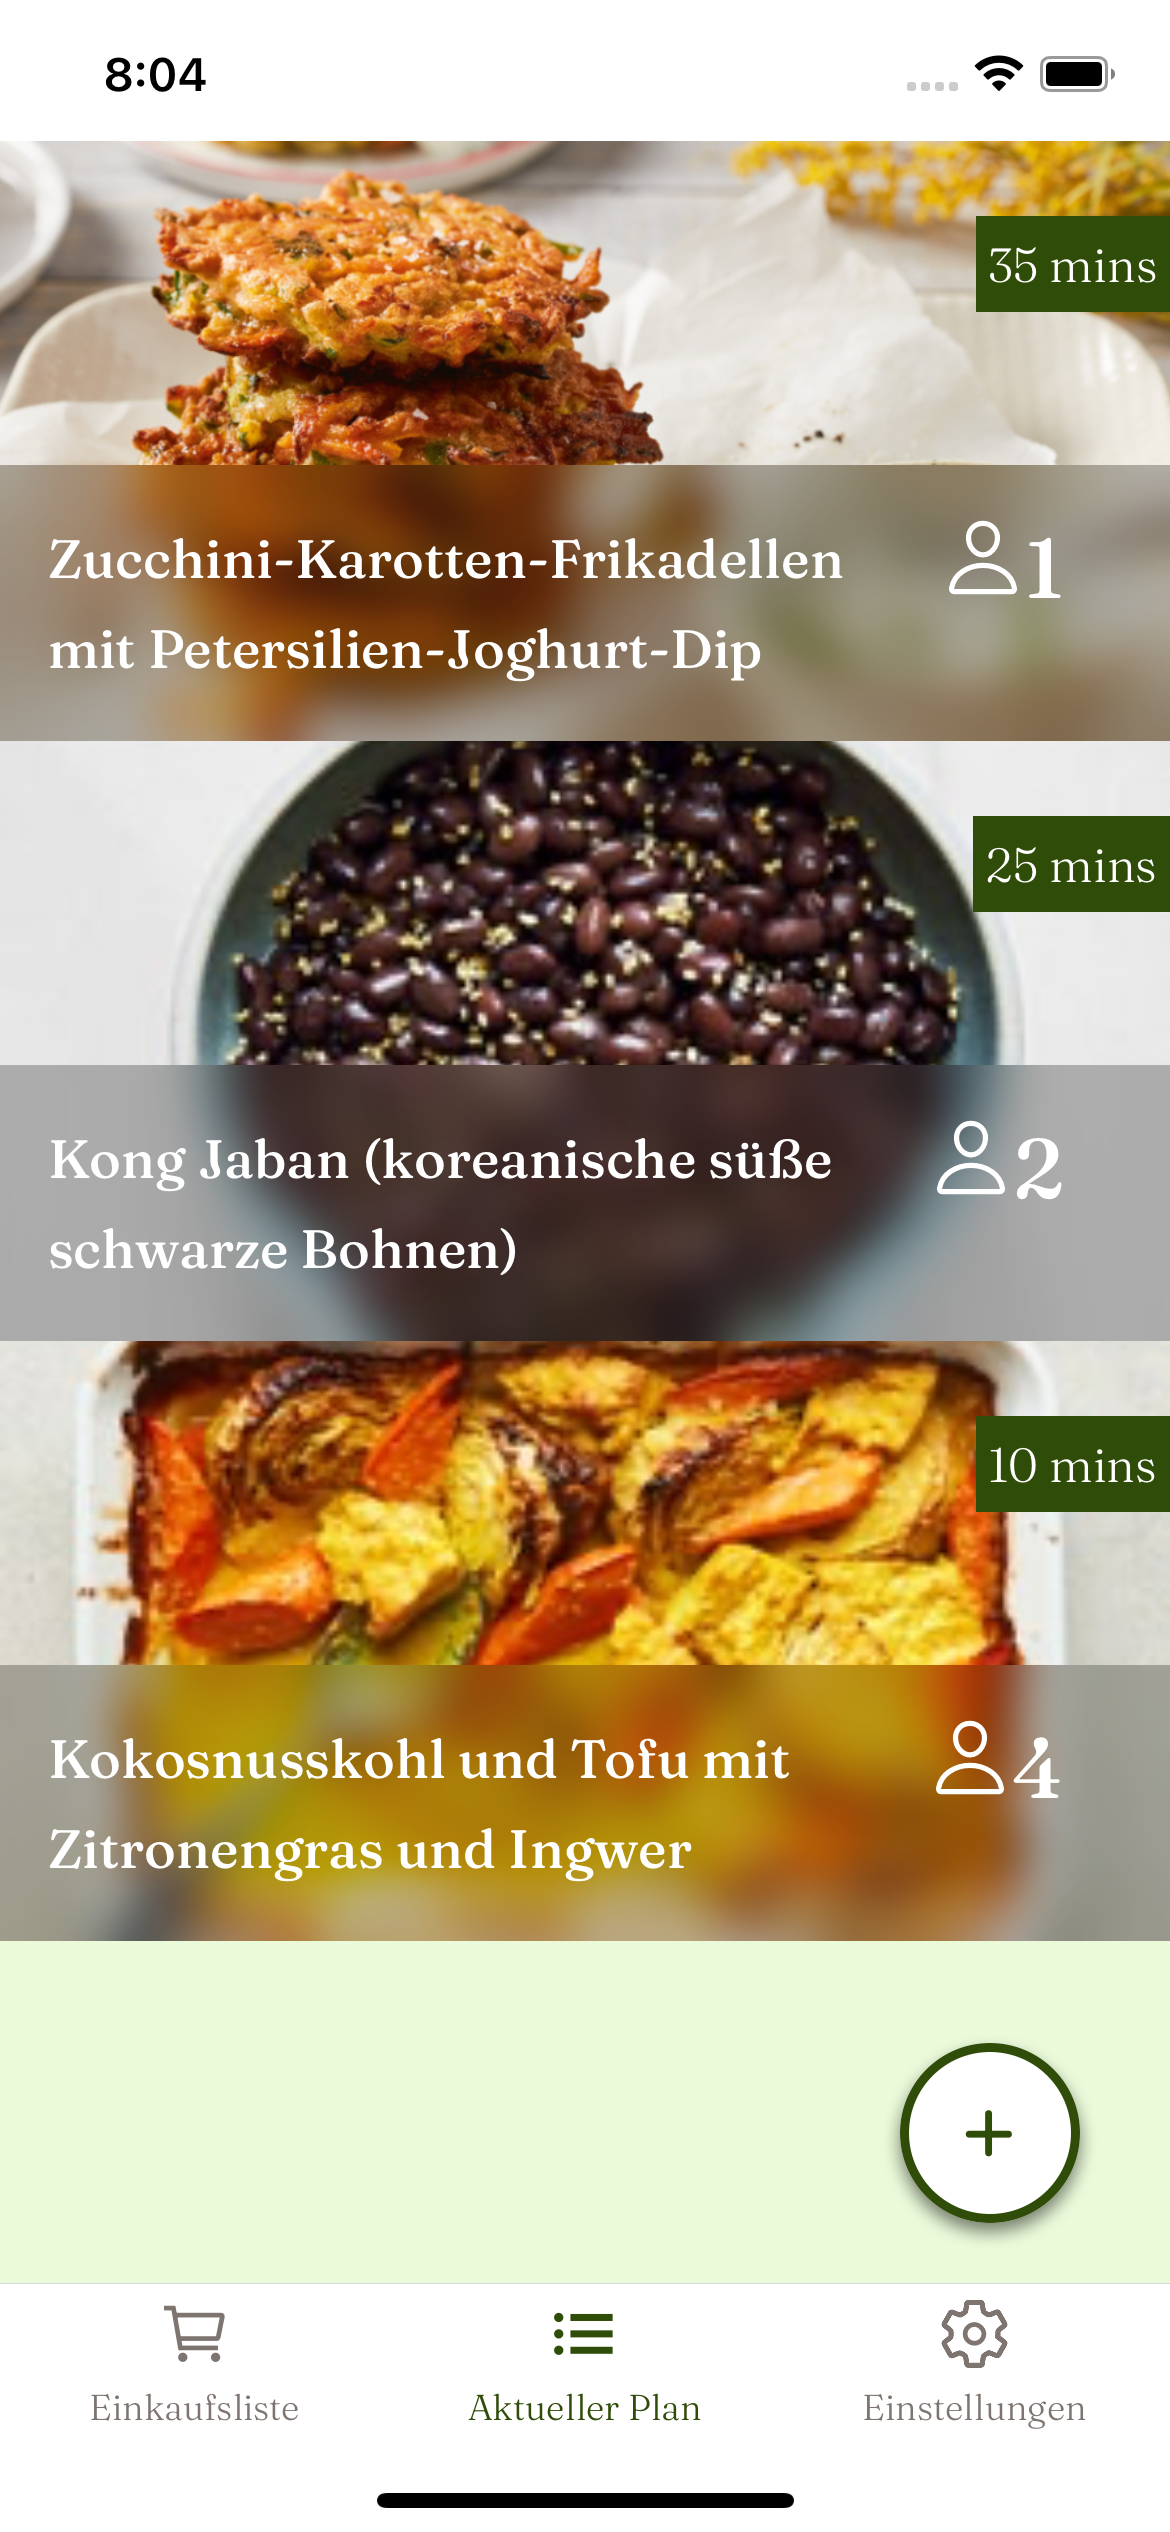 8:04
35 mins
Zucchini-Karotten-Frikadellen
mit Petersilien-Joghurt-Dip
1
25 mins
Kong Jaban (koreanische süße
schwarze Bohnen)
2
10 mins
Kokosnusskohl und Tofu mit
Zitronengras und Ingwer
4
Einkaufsliste
Aktueller Plan
Einstellungen